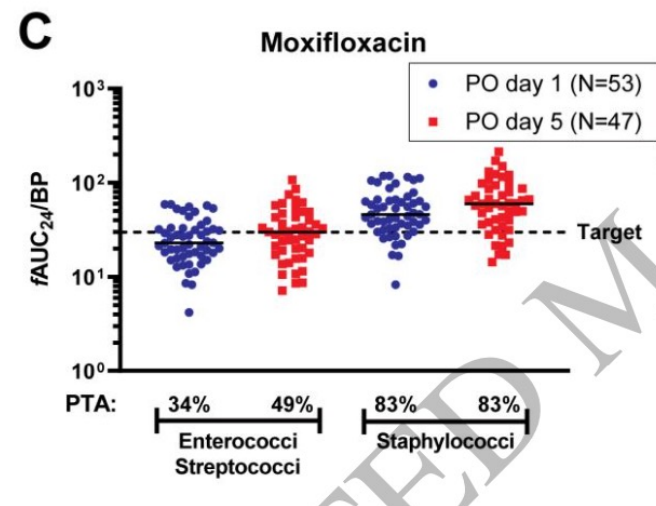 C
Moxifloxacin
PO day 1 (N=53)
PO day 5 (N=47)
fAUC24/BP
10³
10²
10¹
10⁰
Target
PTA: 34% 49% 83% 83%
Enterococci
Streptococci
Staphylococci